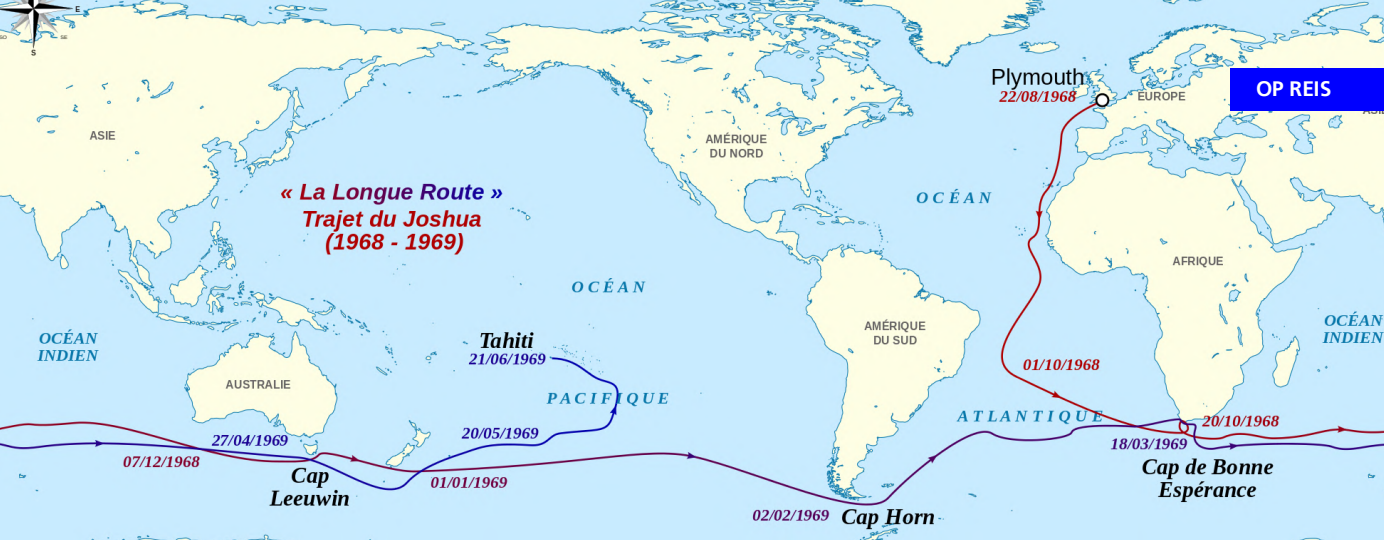 E
SO
SE
S
Plymouth
22/08/1968
EUROPE
OP REIS
ASIE
AMÉRIQUE
DU NORD
« La Longue Route »
Trajet du Joshua
(1968 - 1969)
OCÉAN
AFRIQUE
OCÉAN
OCÉAN
INDIEN
OCÉAN
INDIEN
Tahiti
21/06/1969
AMÉRIQUE
DU SUD
01/10/1968
AUSTRALIE
PACIFIQUE
ATLANTIQUE
20/10/1968
27/04/1969
20/05/1969
18/03/1969
07/12/1968
Cap
Leeuwin
01/01/1969
Cap de Bonne
Espérance
02/02/1969
Cap Horn